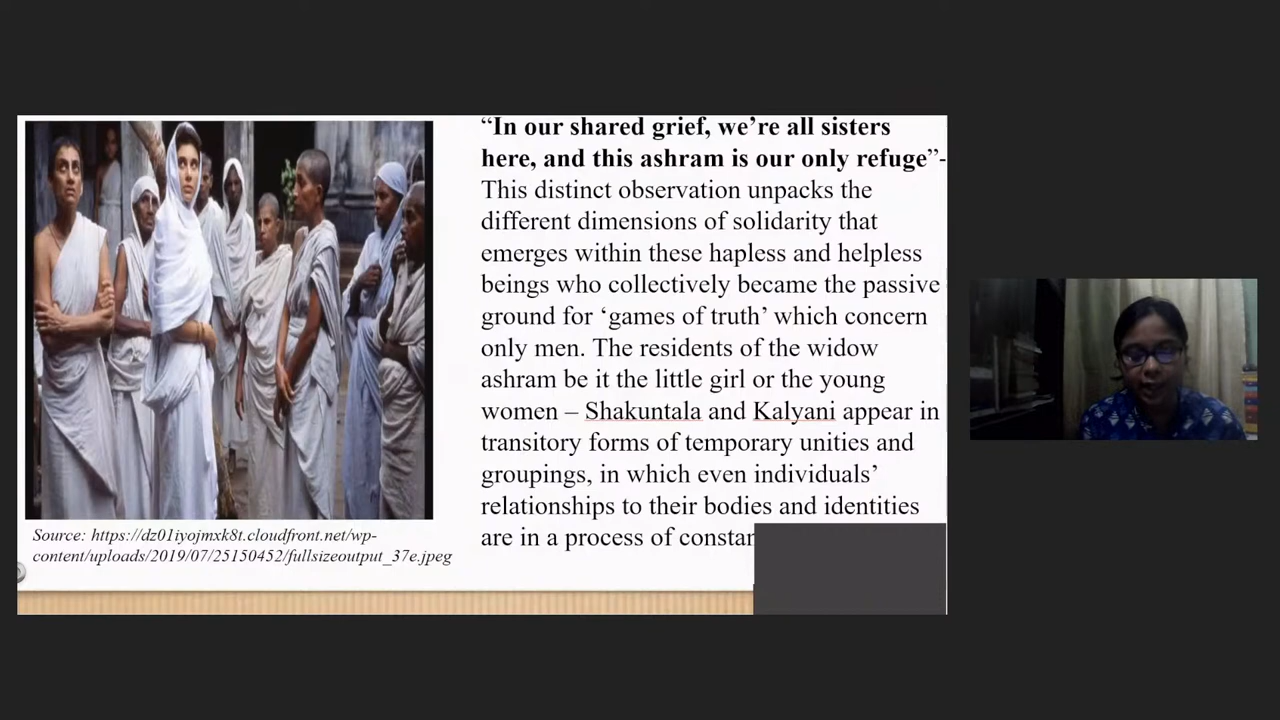 “In our shared grief, we’re all sisters
here, and this ashram is our only refuge”-
This distinct observation unpacks the
different dimensions of solidarity that
emerges within these hapless and helpless
beings who collectively became the passive
ground for ‘games of truth’ which concern
only men. The residents of the widow
ashram be it the little girl or the young
women – Shakuntala and Kalyani appear in
transitory forms of temporary unities and
groupings, in which even individuals’
relationships to their bodies and identities
are in a process of
Source: https://dz01iyojmxk8t.cloudfront.net/wp-
content/uploads/2019/07/25150452/fullsizeoutput_37e.jpeg